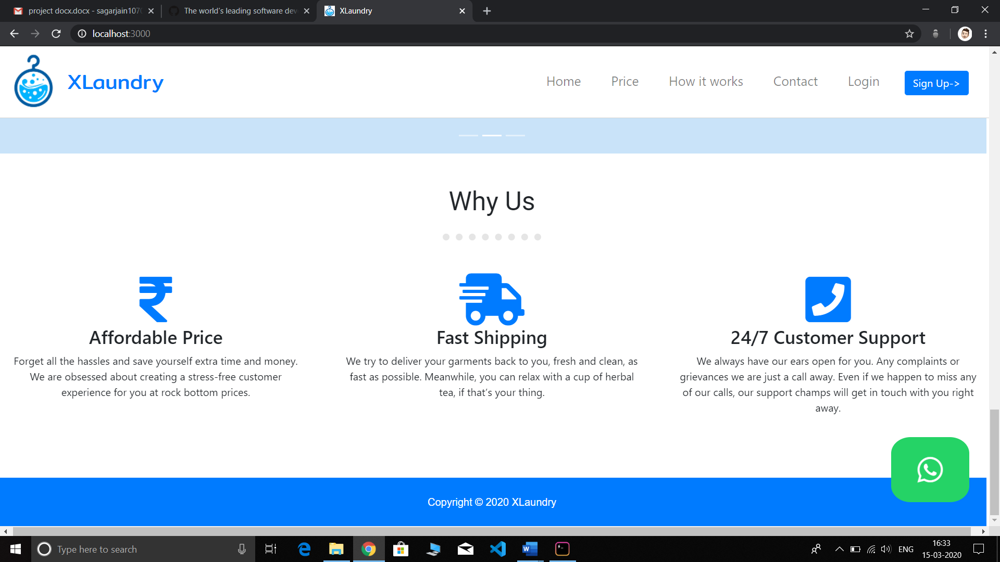 project docx.docx - sagarjain107
The world's leading software dev
XLaundry
localhost:3000
XLaundry
Home
Price
How it works
Contact
Login
Sign Up->
Why Us
Affordable Price
Forget all the hassles and save yourself extra time and money.
We are obsessed about creating a stress-free customer
experience for you at rock bottom prices.
Fast Shipping
We try to deliver your garments back to you, fresh and clean, as
fast as possible. Meanwhile, you can relax with a cup of herbal
tea, if that's your thing.
24/7 Customer Support
We always have our ears open for you. Any complaints or
grievances we are just a call away. Even if we happen to miss any
of our calls, our support champs will get in touch with you right
away.
Copyright © 2020 XLaundry
Type here to search
ENG
16:33
15-03-2020